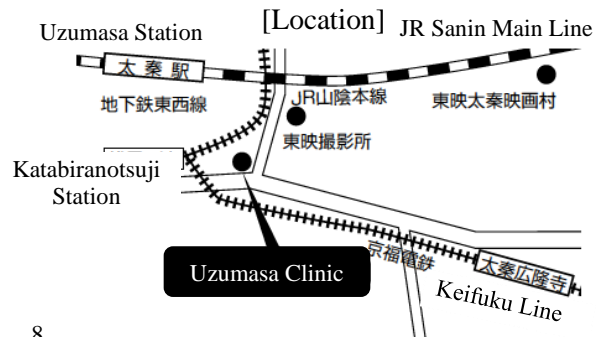 [Location]
Uzumasa Station
JR Sanin Main Line
太秦駅
地下鉄東西線
JR山陰本線
東映太秦映画村
東映撮影所
Katabiranotsuji
Station
Uzumasa Clinic
京福電鉄
太秦広隆寺
Keifuku Line
8